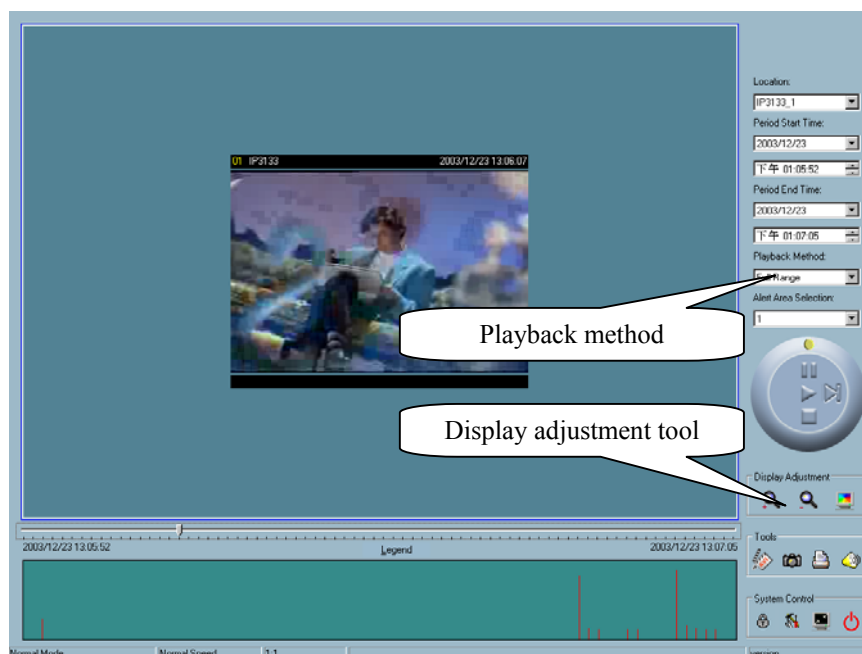 Location:
IP3133_1
Period Start Time:
2003/12/23
下午 01:05:52
Period End Time:
2003/12/23
下午 01:07:05
Playback Method:
Full Range
Alert Area Selection:
1
01 IP3133 2003/12/23 13:06:07
Playback method
Display adjustment tool
Display Adjustment
2003/12/23 13:05:52 Legend 2003/12/23 13:07:05
Tools
System Control
Normal Mode Normal Speed 1:1 version